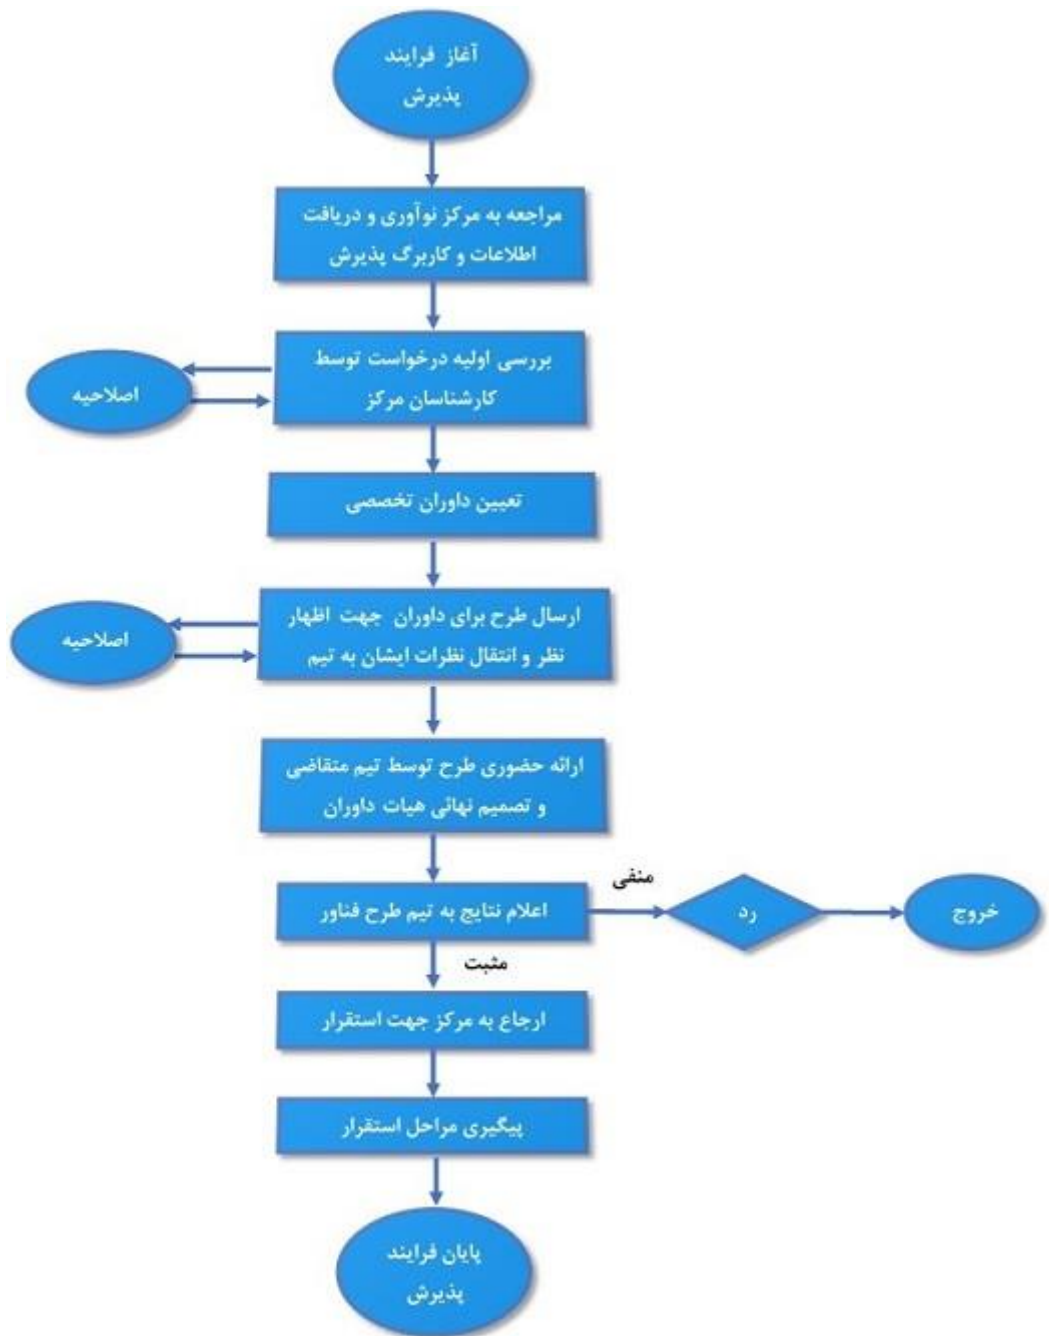 آغاز فرایند
پذیرش
مراجعه به مرکز نوآوری و دریافت
اطلاعات و کاربرگ پذیرش
بررسی اولیه درخواست توسط
کارشناسان مرکز
اصلاحیه
تعیین داوران تخصصی
ارسال طرح برای داوران جهت اظهار
نظر و انتقال نظرات ایشان به تیم
اصلاحیه
ارائه حضوری طرح توسط تیم متقاضی
و تصمیم نهائی هیات داوران
اعلام نتایج به تیم طرح فناور
منفی
رد
خروج
مثبت
ارجاع به مرکز جهت استقرار
پیگیری مراحل استقرار
پایان فرایند
پذیرش